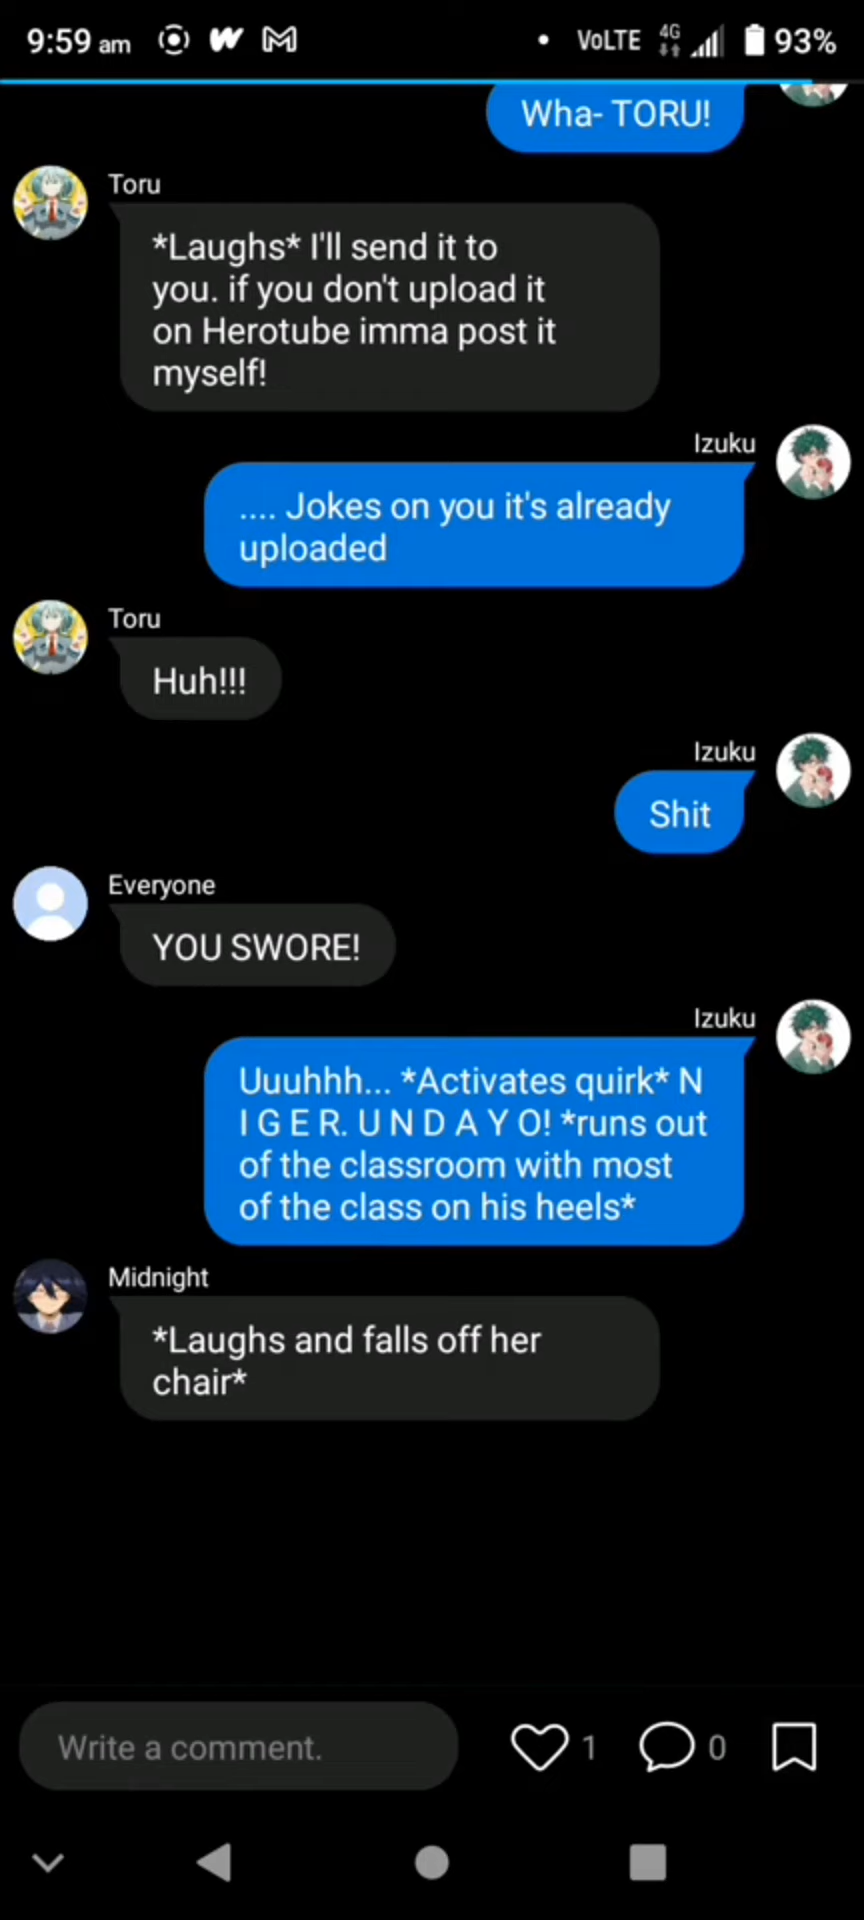 9:59 am VoLTE 4G 93%
Wha- TORU!
Toru
*Laughs* I'll send it to
you. if you don't upload it
on Herotube imma post it
myself!
Izuku
.... Jokes on you it's already
uploaded
Toru
Huh!!!
Izuku
Shit
Everyone
YOU SWORE!
Izuku
Uuuhhh... *Activates quirk* N
I G E R. U N D A Y O! *runs out
of the classroom with most
of the class on his heels*
Midnight
*Laughs and falls off her
chair*
Write a comment. 1 0